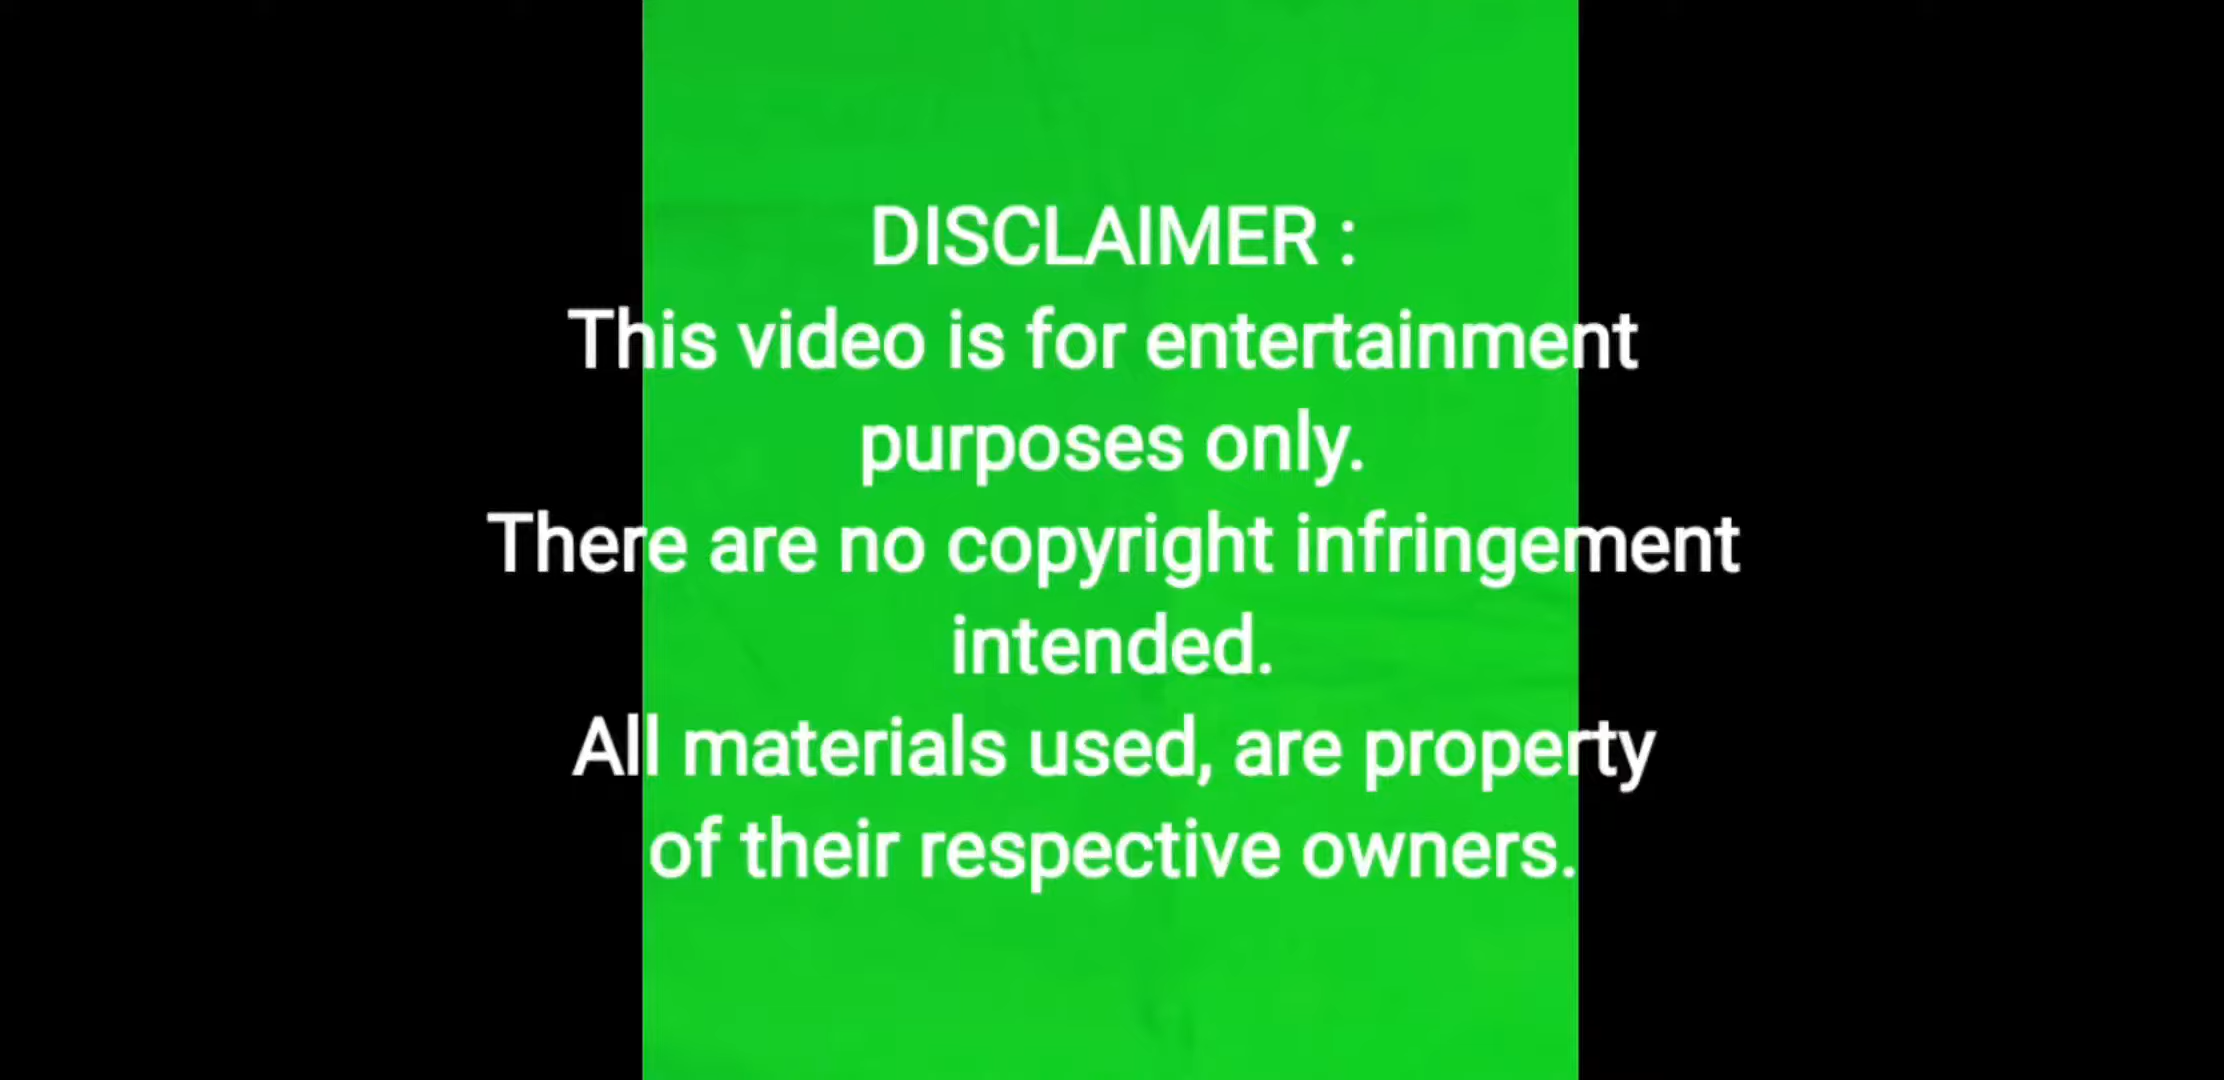 DISCLAIMER :
This video is for entertainment
purposes only.
There are no copyright infringement
intended.
All materials used, are property
of their respective owners.